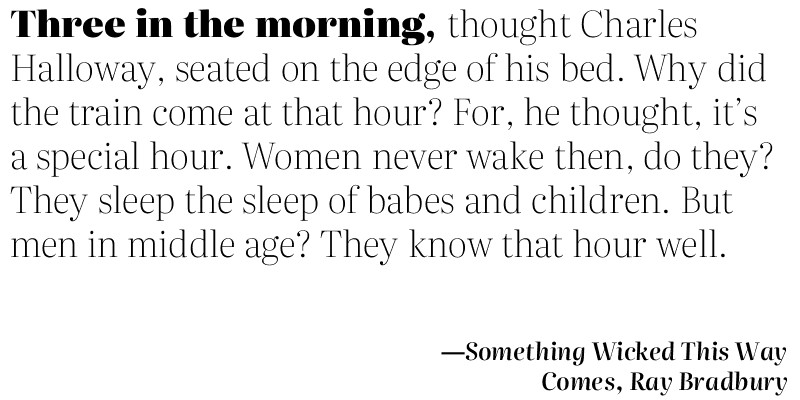 Three in the morning, thought Charles
Halloway, seated on the edge of his bed. Why did
the train come at that hour? For, he thought, it’s
a special hour. Women never wake then, do they?
They sleep the sleep of babes and children. But
men in middle age? They know that hour well.
—Something Wicked This Way
Comes, Ray Bradbury